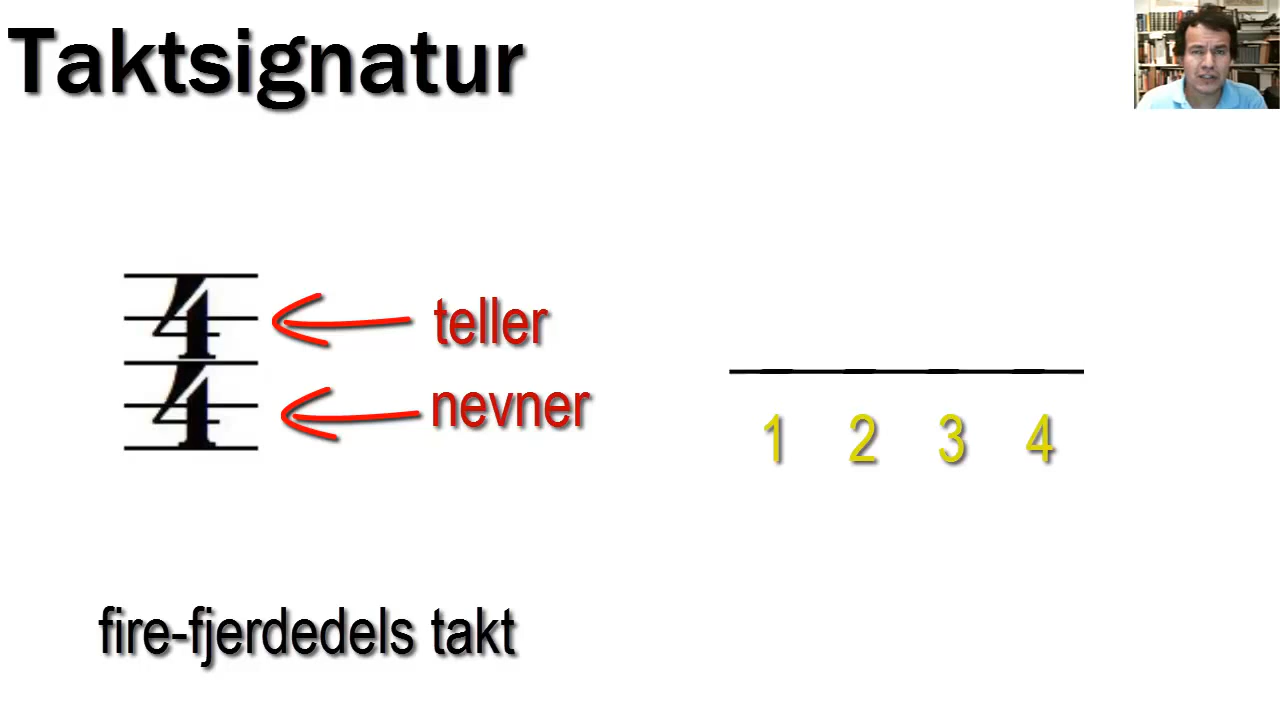 Taktsignatur
4
teller
4
nevner
1 2 3 4
fire-fjerdedels takt